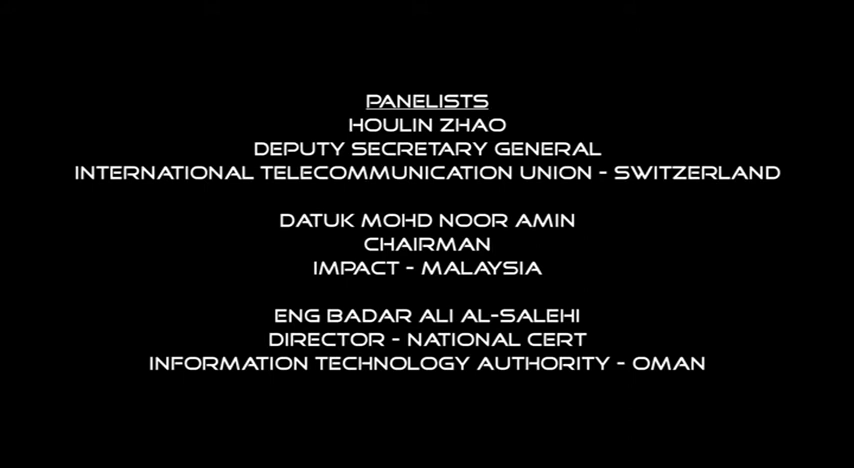 PANELISTS
HOULIN ZHAO
DEPUTY SECRETARY GENERAL
INTERNATIONAL TELECOMMUNICATION UNION - SWITZERLAND
DATUK MOHD NOOR AMIN
CHAIRMAN
IMPACT - MALAYSIA
ENG BADAR ALI AL-SALEHI
DIRECTOR - NATIONAL CERT
INFORMATION TECHNOLOGY AUTHORITY - OMAN